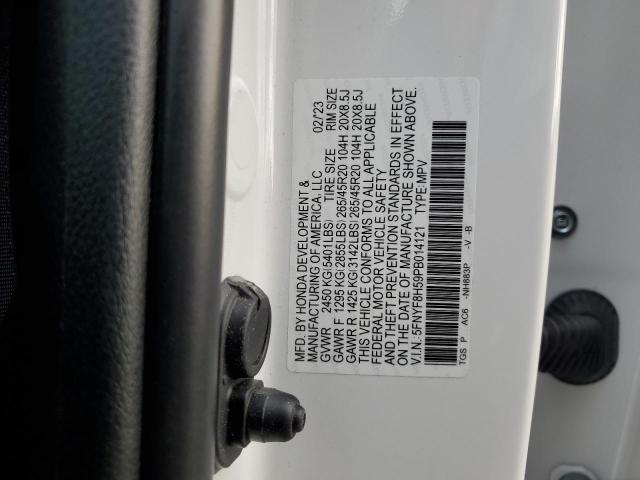 MFD. BY HONDA DEVELOPMENT &
MANUFACTURING OF AMERICA, LLC 02/'23
GVWR 2450 KG(5401LBS) TIRE SIZE RIM SIZE
GAWR F 1295 KG(2855LBS) 265/45R20 104H 20X8.5J
GAWR R 1425 KG(3142LBS) 265/45R20 104H 20X8.5J
THIS VEHICLE CONFORMS TO ALL APPLICABLE
FEDERAL MOTOR VEHICLE SAFETY
AND THEFT PREVENTION STANDARDS IN EFFECT
ON THE DATE OF MANUFACTURE SHOWN ABOVE.
V.I.N: 5FNYF8H59PB014121 TYPE:MPV
TGS P AC6 -NH883P -V -B